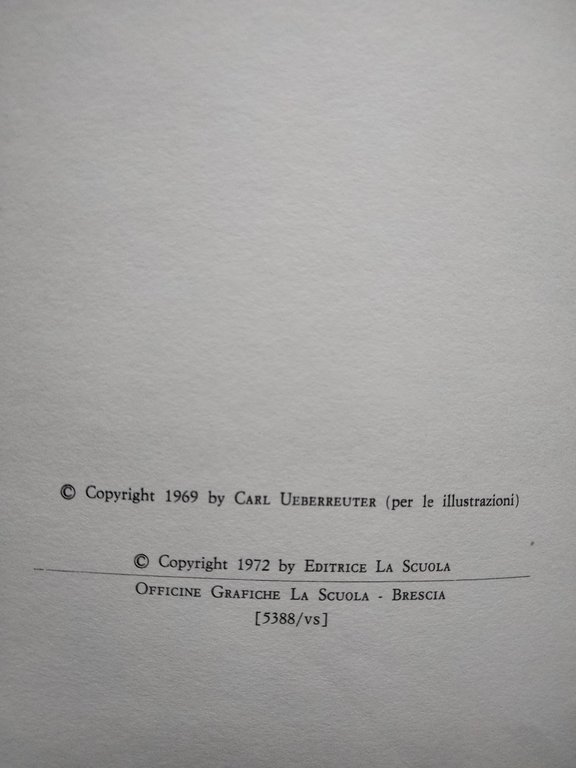 © Copyright 1969 by CARL UEBERREUTER (per le illustrazioni)
© Copyright 1972 by EDITRICE LA SCUOLA
OFFICINE GRAFICHE LA SCUOLA - BRESCIA
[5388/vs]